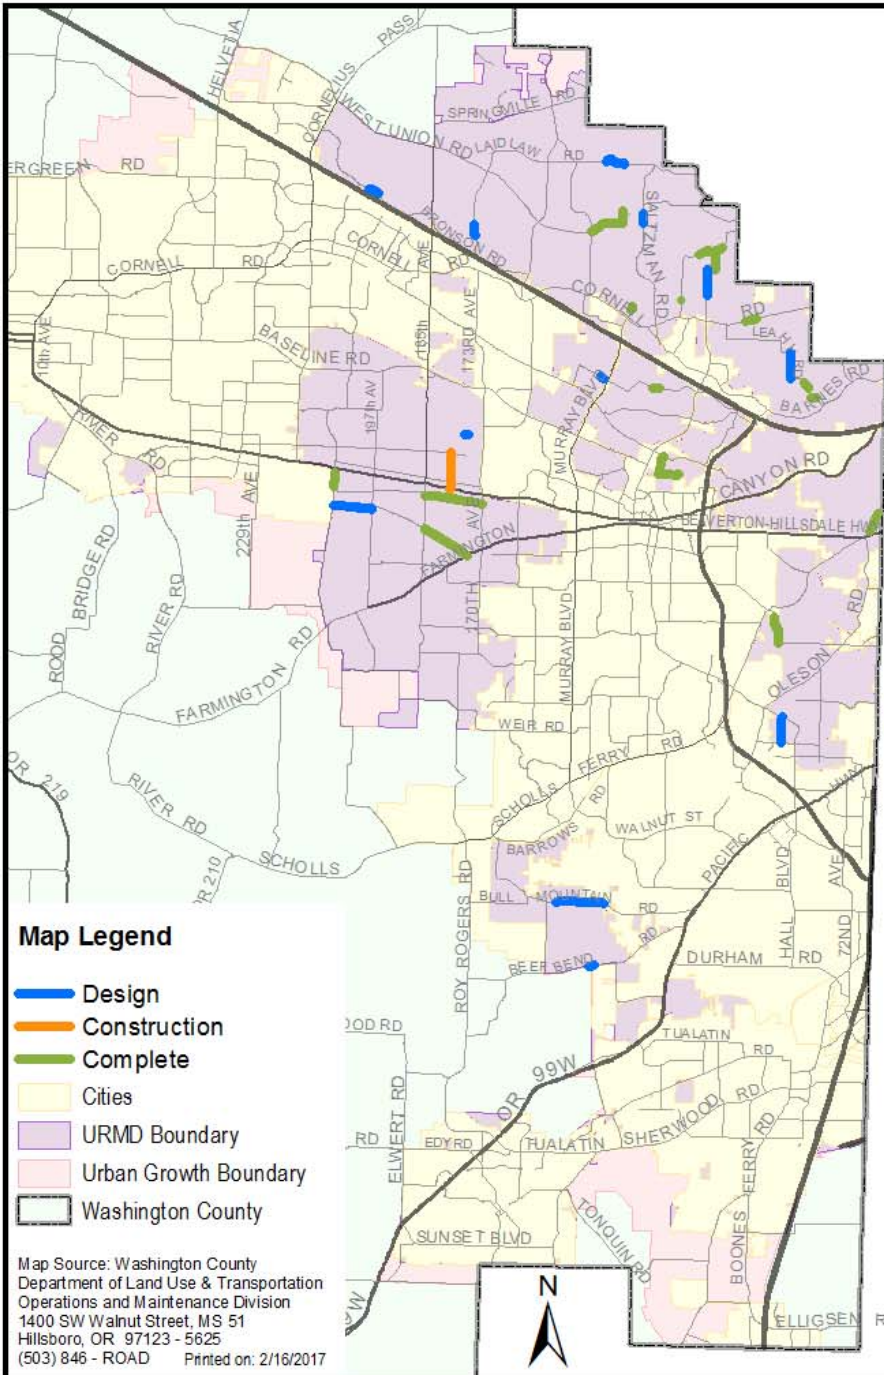 HELVETIA
CORNELIUS
PASS
SPRINGVILLE RD
WEST UNION RD
LAIDLAW
RD
ERGREEN RD
SALTZMAN RD
BRONSON RD
CORNELL RD
CORNELL RD
CORNELL
RD
LEAHY RD
BARNES RD
10th AVE
BASELINE RD
185th AVE
173RD AVE
197th AV
MURRAY BLVD
RIVER RD
229th AVE
CANYON RD
BEAVERTON-HILLSDALE HWY
FARMINGTON
170TH AVE
ROOD BRIDGE RD
RIVER RD
FARMINGTON RD
MURRAY BLVD
OLESON RD
WEIR RD
OR 219
RIVER RD
SCHOLLS FERRY RD
HWY
SCHOLLS
BARROWS RD
WALNUT ST
PACIFIC
OR 210
BULL MOUNTAIN RD
HALL BLVD
72ND AVE
ROY ROGERS RD
BEEF BEND RD
DURHAM RD
Map Legend
Design
Construction
Complete
Cities
URMD Boundary
Urban Growth Boundary
Washington County
OOD RD
TUALATIN RD
OR 99W
ELWERT RD
RD
EDY RD
TUALATIN SHERWOOD RD
BOONES FERRY RD
SUNSET BLVD
TONQUIN RD
ELLIGSEN R
N
Map Source: Washington County
Department of Land Use & Transportation
Operations and Maintenance Division
1400 SW Walnut Street, MS 51
Hillsboro, OR 97123 - 5625
(503) 846 - ROAD Printed on: 2/16/2017